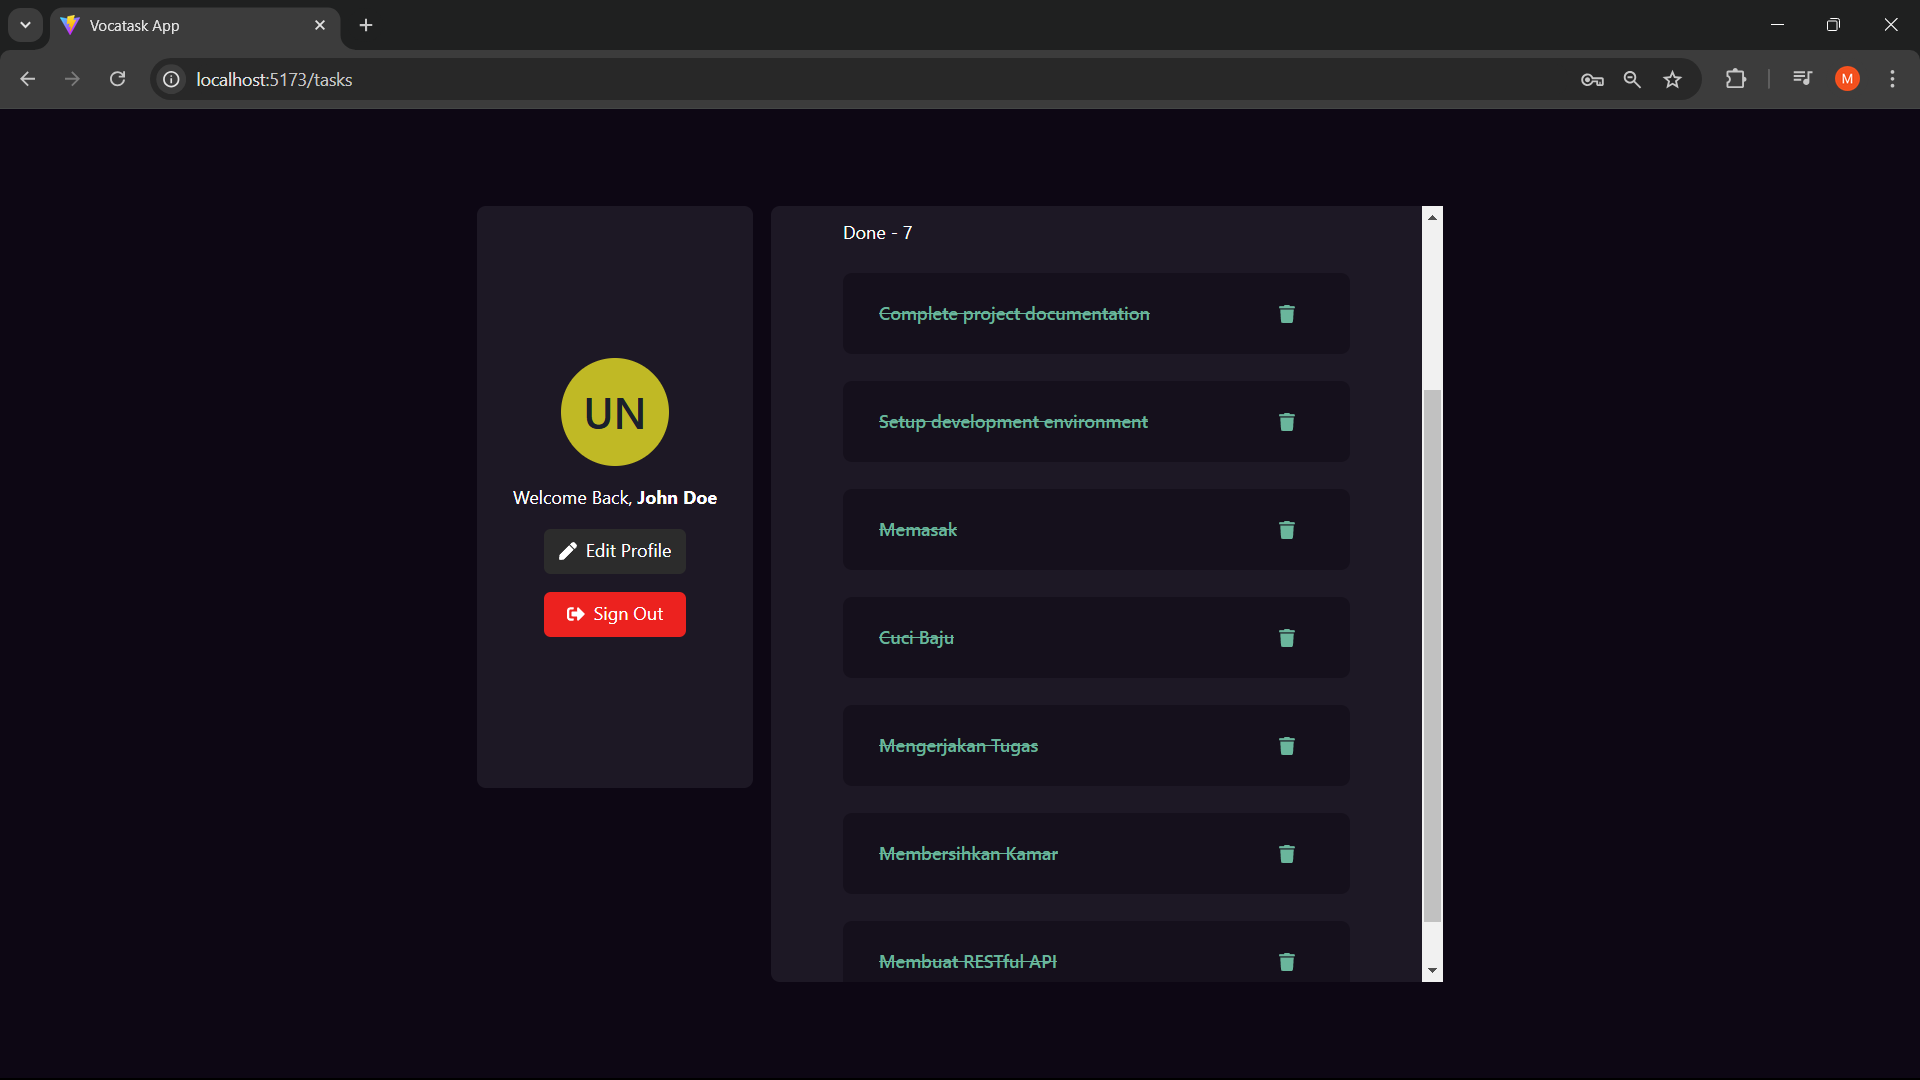 Vocatask App
localhost:5173/tasks
M
UN
Welcome Back, John Doe
Edit Profile
Sign Out
Done - 7
Complete project documentation
Setup development environment
Memasak
Cuci Baju
Mengerjakan Tugas
Membersihkan Kamar
Membuat RESTful API